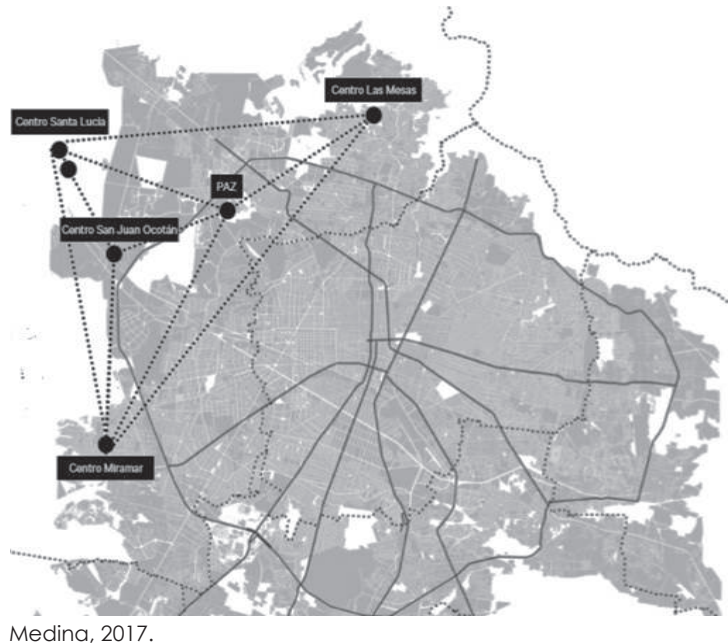 Centro Las Mesas
Centro Santa Lucía
PAZ
Centro San Juan Ocotán
Centro Miramar
Medina, 2017.